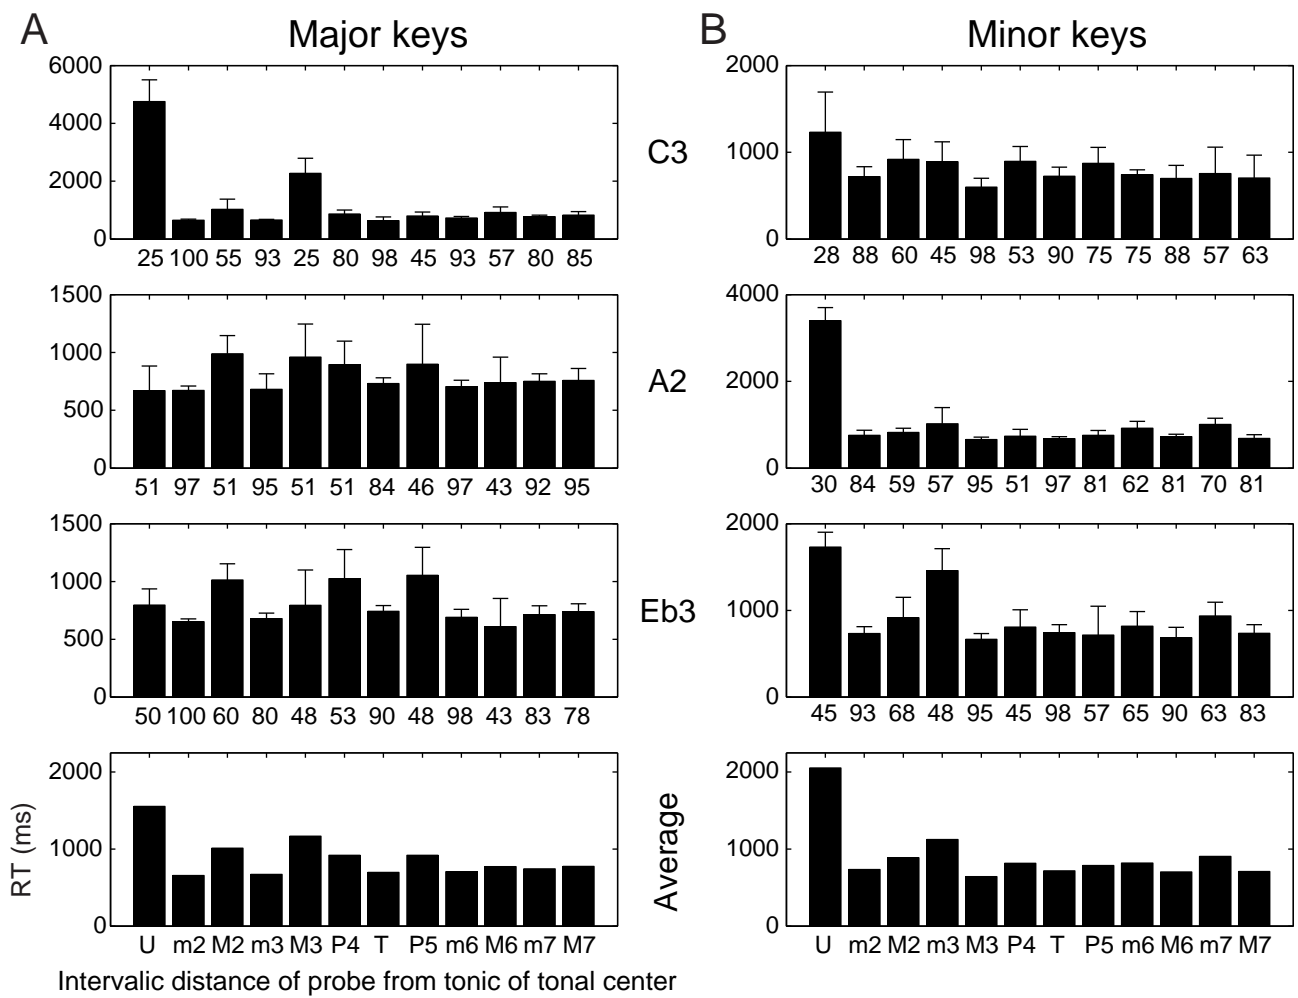 A Major keys
B Minor keys
6000
4000
2000
0
25 100 55 93 25 80 98 45 93 57 80 85
C3
2000
1000
0
28 88 60 45 98 53 90 75 75 88 57 63
1500
1000
500
0
51 97 51 95 51 51 84 46 97 43 92 95
A2
4000
2000
0
30 84 59 57 95 51 97 81 62 81 70 81
1500
1000
500
0
50 100 60 80 48 53 90 48 98 43 83 78
Eb3
2000
1000
0
45 93 68 48 95 45 98 57 65 90 63 83
RT (ms)
2000
1000
0
U m2 M2 m3 M3 P4 T P5 m6 M6 m7 M7
Average
2000
1000
0
U m2 M2 m3 M3 P4 T P5 m6 M6 m7 M7
Intervalic distance of probe from tonic of tonal center